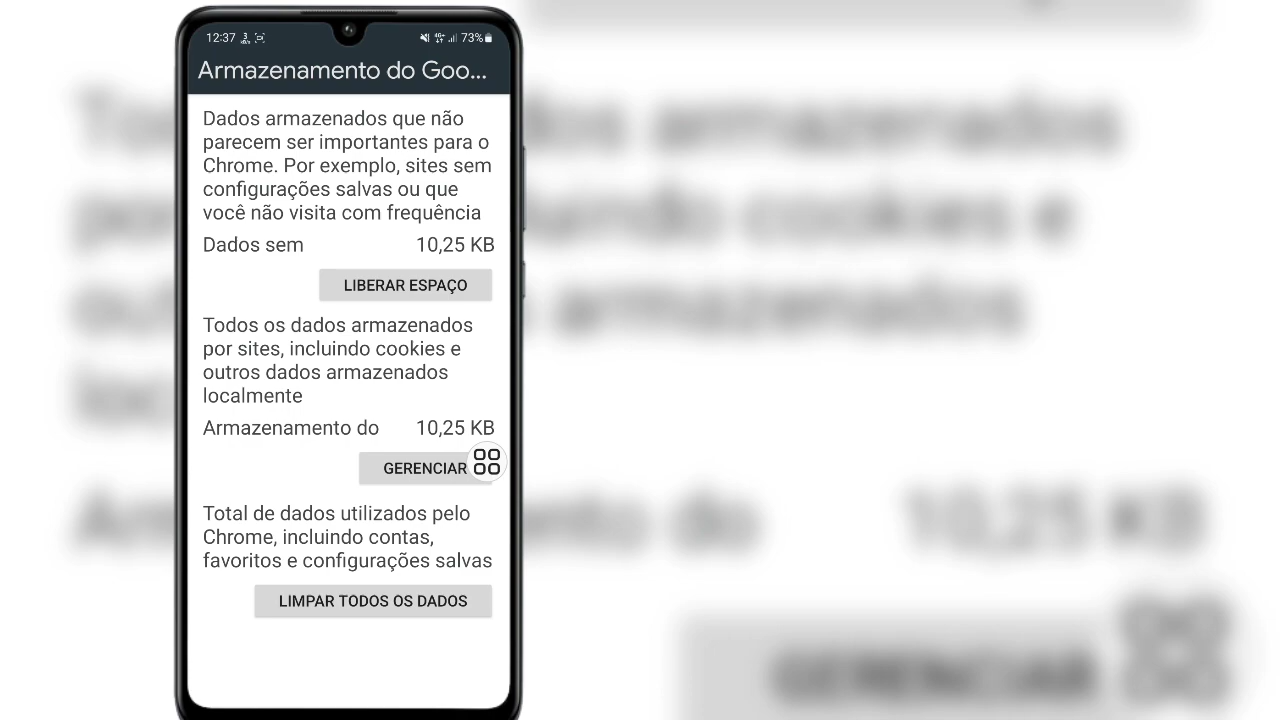 12:37 3 KB/s 4G+ 73%
Armazenamento do Goo...
Dados armazenados que não
parecem ser importantes para o
Chrome. Por exemplo, sites sem
configurações salvas ou que
você não visita com frequência
Dados sem 10,25 KB
LIBERAR ESPAÇO
Todos os dados armazenados
por sites, incluindo cookies e
outros dados armazenados
localmente
Armazenamento do 10,25 KB
GERENCIAR
Total de dados utilizados pelo
Chrome, incluindo contas,
favoritos e configurações salvas
LIMPAR TODOS OS DADOS